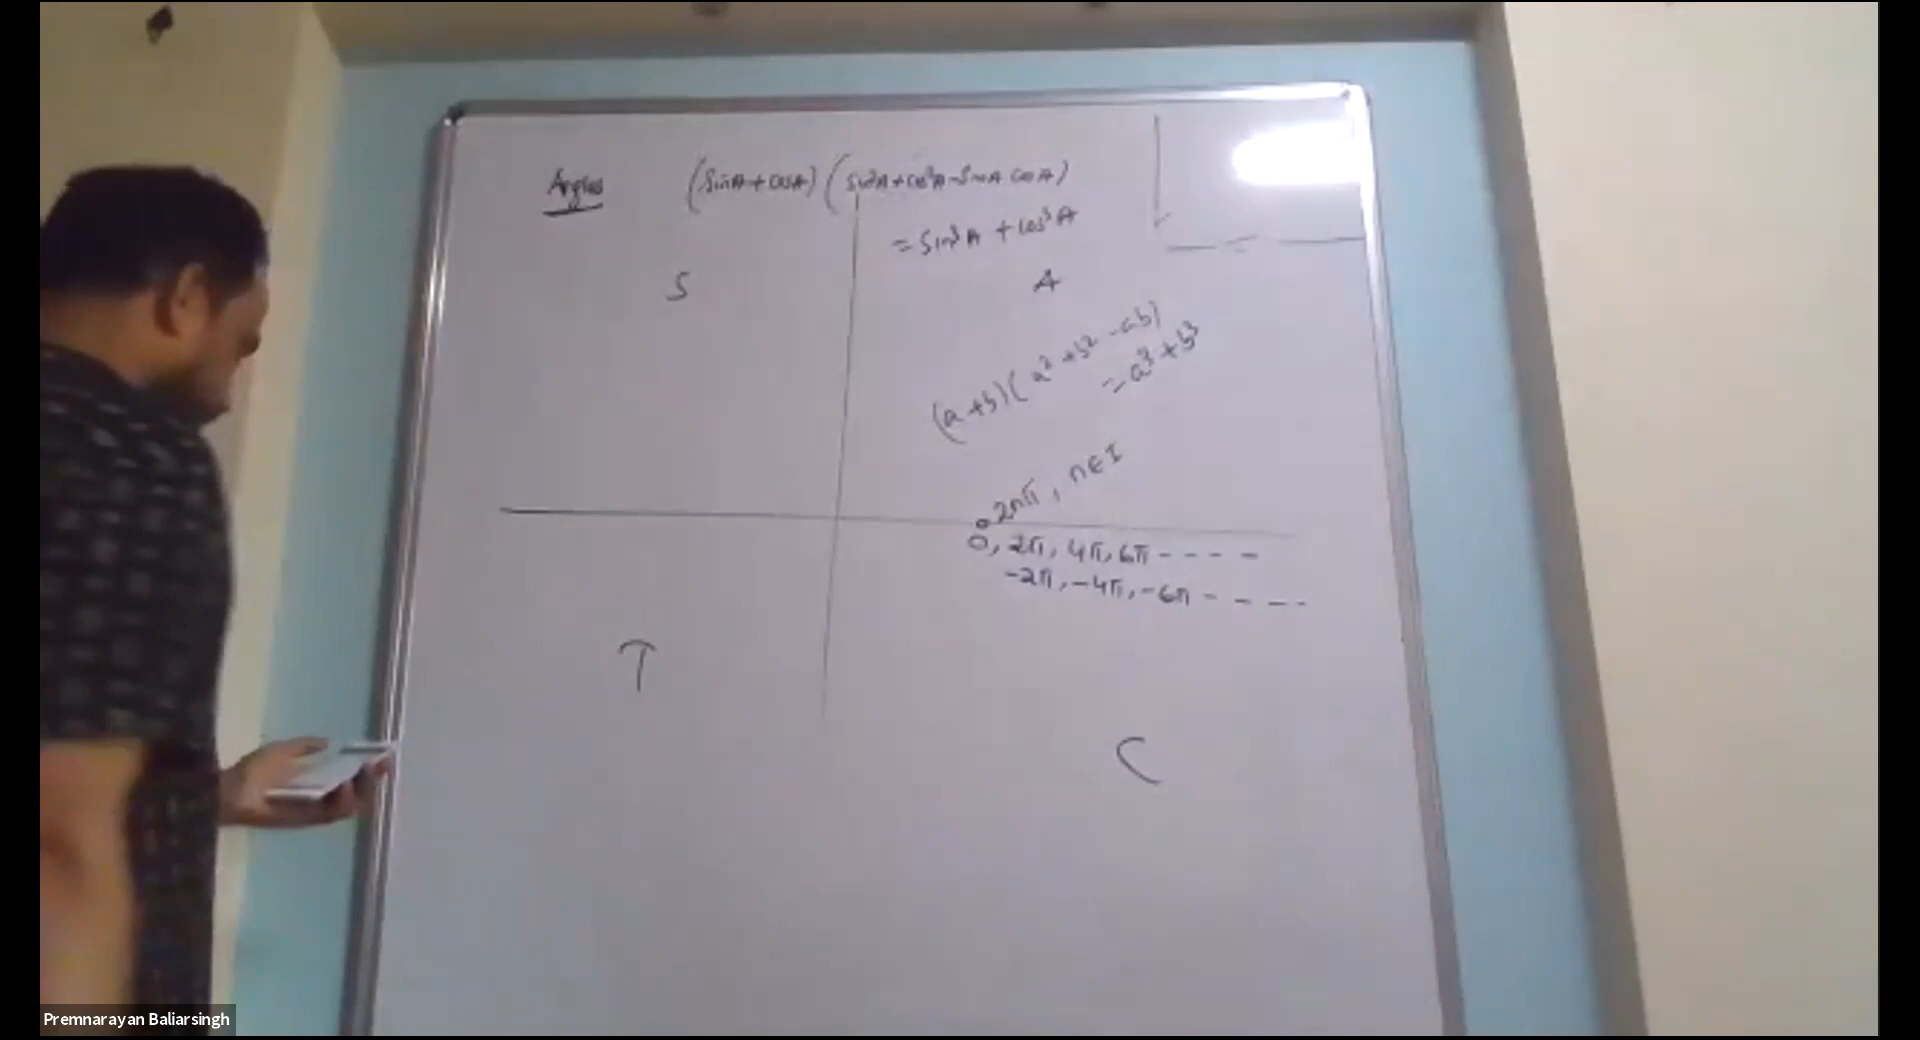 Angles
(SinA+cosA) (Sin²A+cos²A-SinA CosA)
= Sin³A + Cos³A
S
A
(a+b)(a²+b²-ab)
= a³+b³
2nπ, n∈I
0, 2π, 4π, 6π - - - -
-2π, -4π, -6π - - - -
T
C
Premnarayan Baliarsingh